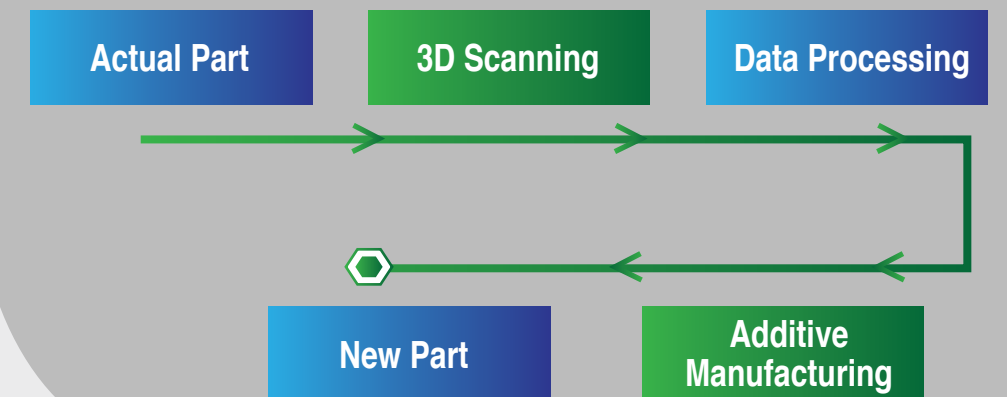 Actual Part
3D Scanning
Data Processing
New Part
Additive
Manufacturing